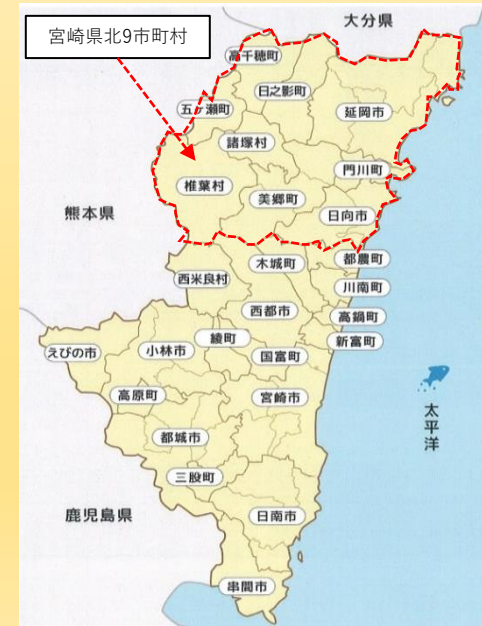 大分県
宮崎県北9市町村
高千穂町
日之影町
五ヶ瀬町
延岡市
諸塚村
門川町
椎葉村
美郷町
熊本県
日向市
木城町
都農町
西米良村
川南町
西都市
高鍋町
綾町
新富町
えびの市
小林市
国富町
高原町
宮崎市
太平洋
都城市
三股町
鹿児島県
日南市
串間市